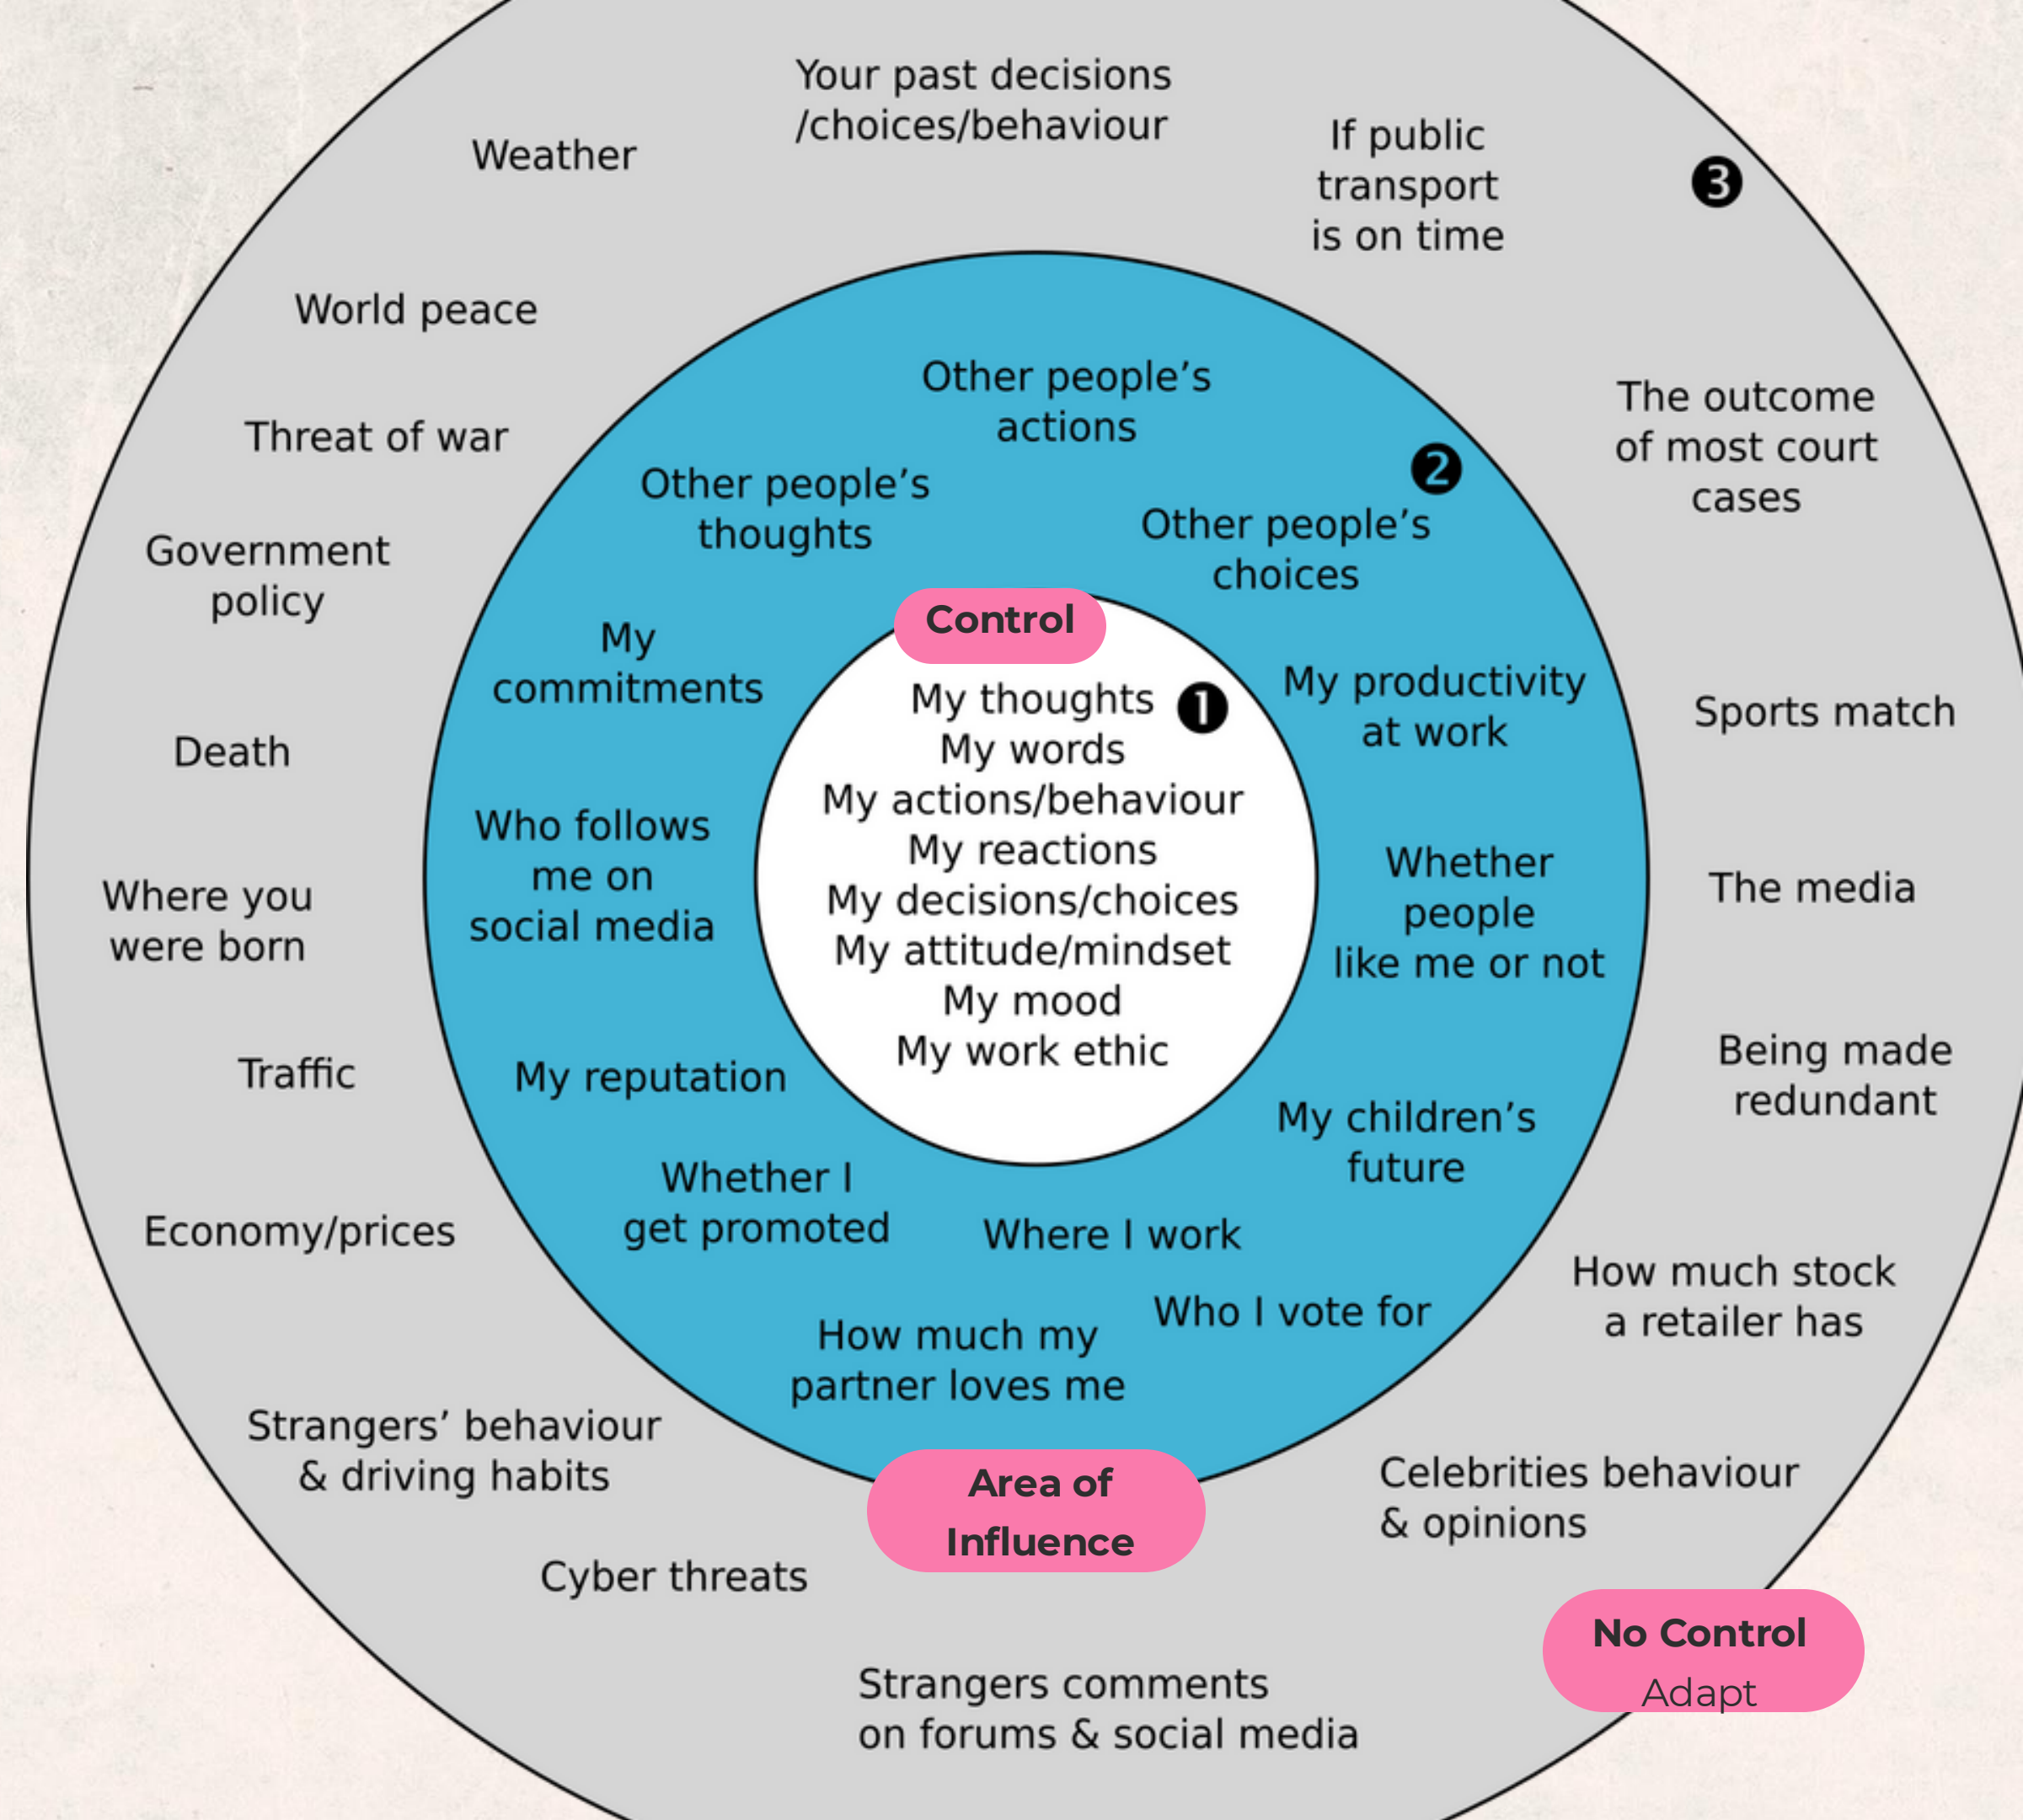 Your past decisions
/choices/behaviour
Weather
If public
transport
is on time
❸
World peace
Threat of war
Government
policy
Death
Where you
were born
Traffic
Economy/prices
Strangers’ behaviour
& driving habits
Cyber threats
Strangers comments
on forums & social media
The outcome
of most court
cases
Sports match
The media
Being made
redundant
How much stock
a retailer has
Celebrities behaviour
& opinions
No Control
Adapt
Other people’s
actions
❷
Other people’s
thoughts
Other people’s
choices
My
commitments
My productivity
at work
Who follows
me on
social media
Whether
people
like me or not
My reputation
My children’s
future
Whether I
get promoted
Where I work
Who I vote for
How much my
partner loves me
Area of
Influence
Control
My thoughts ❶
My words
My actions/behaviour
My reactions
My decisions/choices
My attitude/mindset
My mood
My work ethic